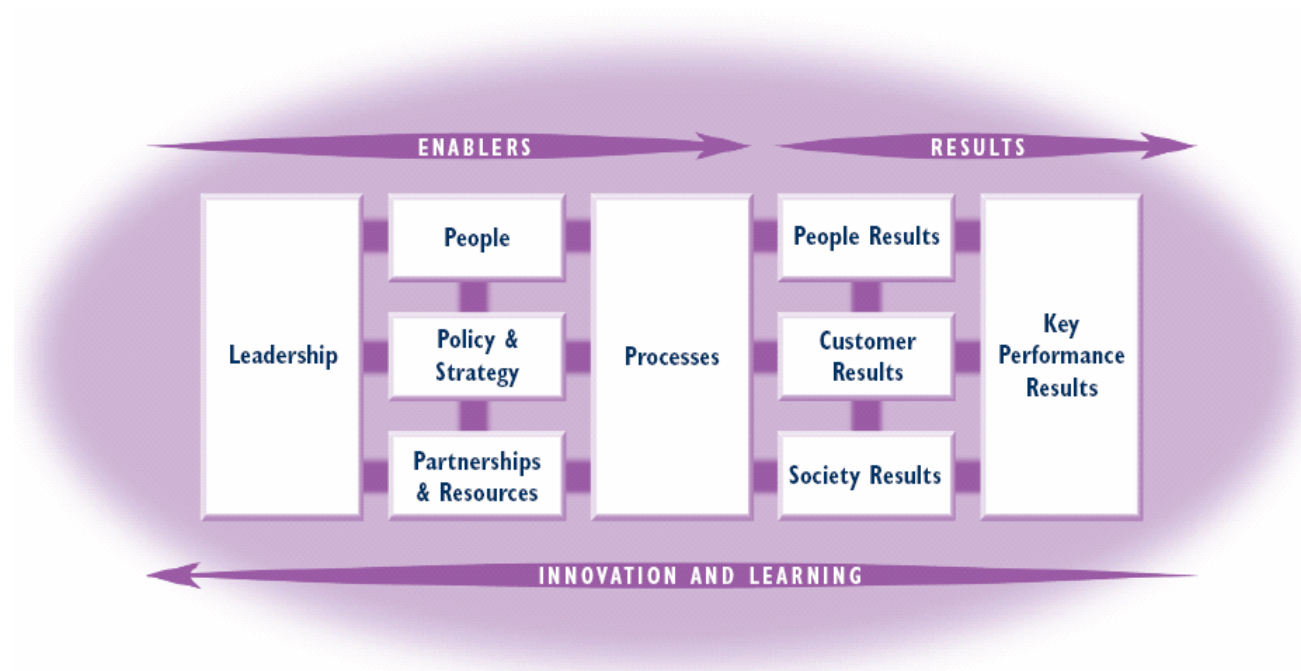 ENABLERS
RESULTS
Leadership
People
Policy &
Strategy
Partnerships
& Resources
Processes
People Results
Customer
Results
Society Results
Key
Performance
Results
INNOVATION AND LEARNING